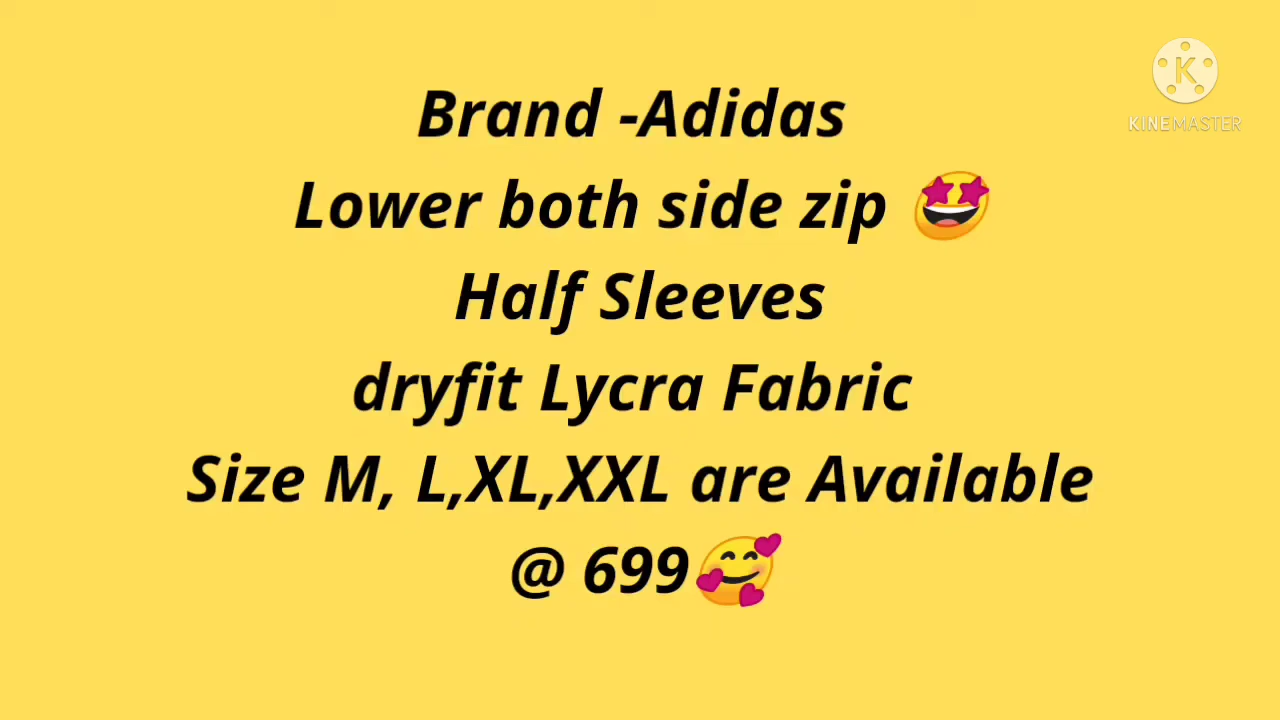 KINEMASTER
Brand -Adidas
Lower both side zip 🤩
Half Sleeves
dryfit Lycra Fabric
Size M, L,XL,XXL are Available
@ 699🥰